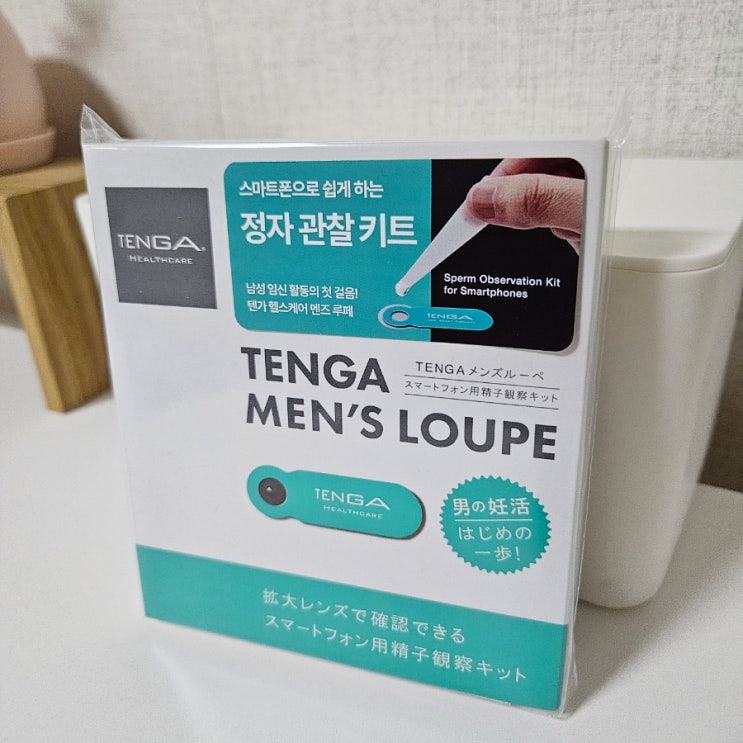 TENGA®
HEALTHCARE
스마트폰으로 쉽게 하는
정자 관찰 키트
남성 임신 활동의 첫 걸음!
텐가 헬스케어 멘즈 루페
Sperm Observation Kit
for Smartphones
TENGA
TENGA
MEN'S LOUPE
TENGAメンズルーペ
スマートフォン用精子観察キット
TENGA
HEALTHCARE
男の妊活
はじめの
一歩!
拡大レンズで確認できる
スマートフォン用精子観察キット